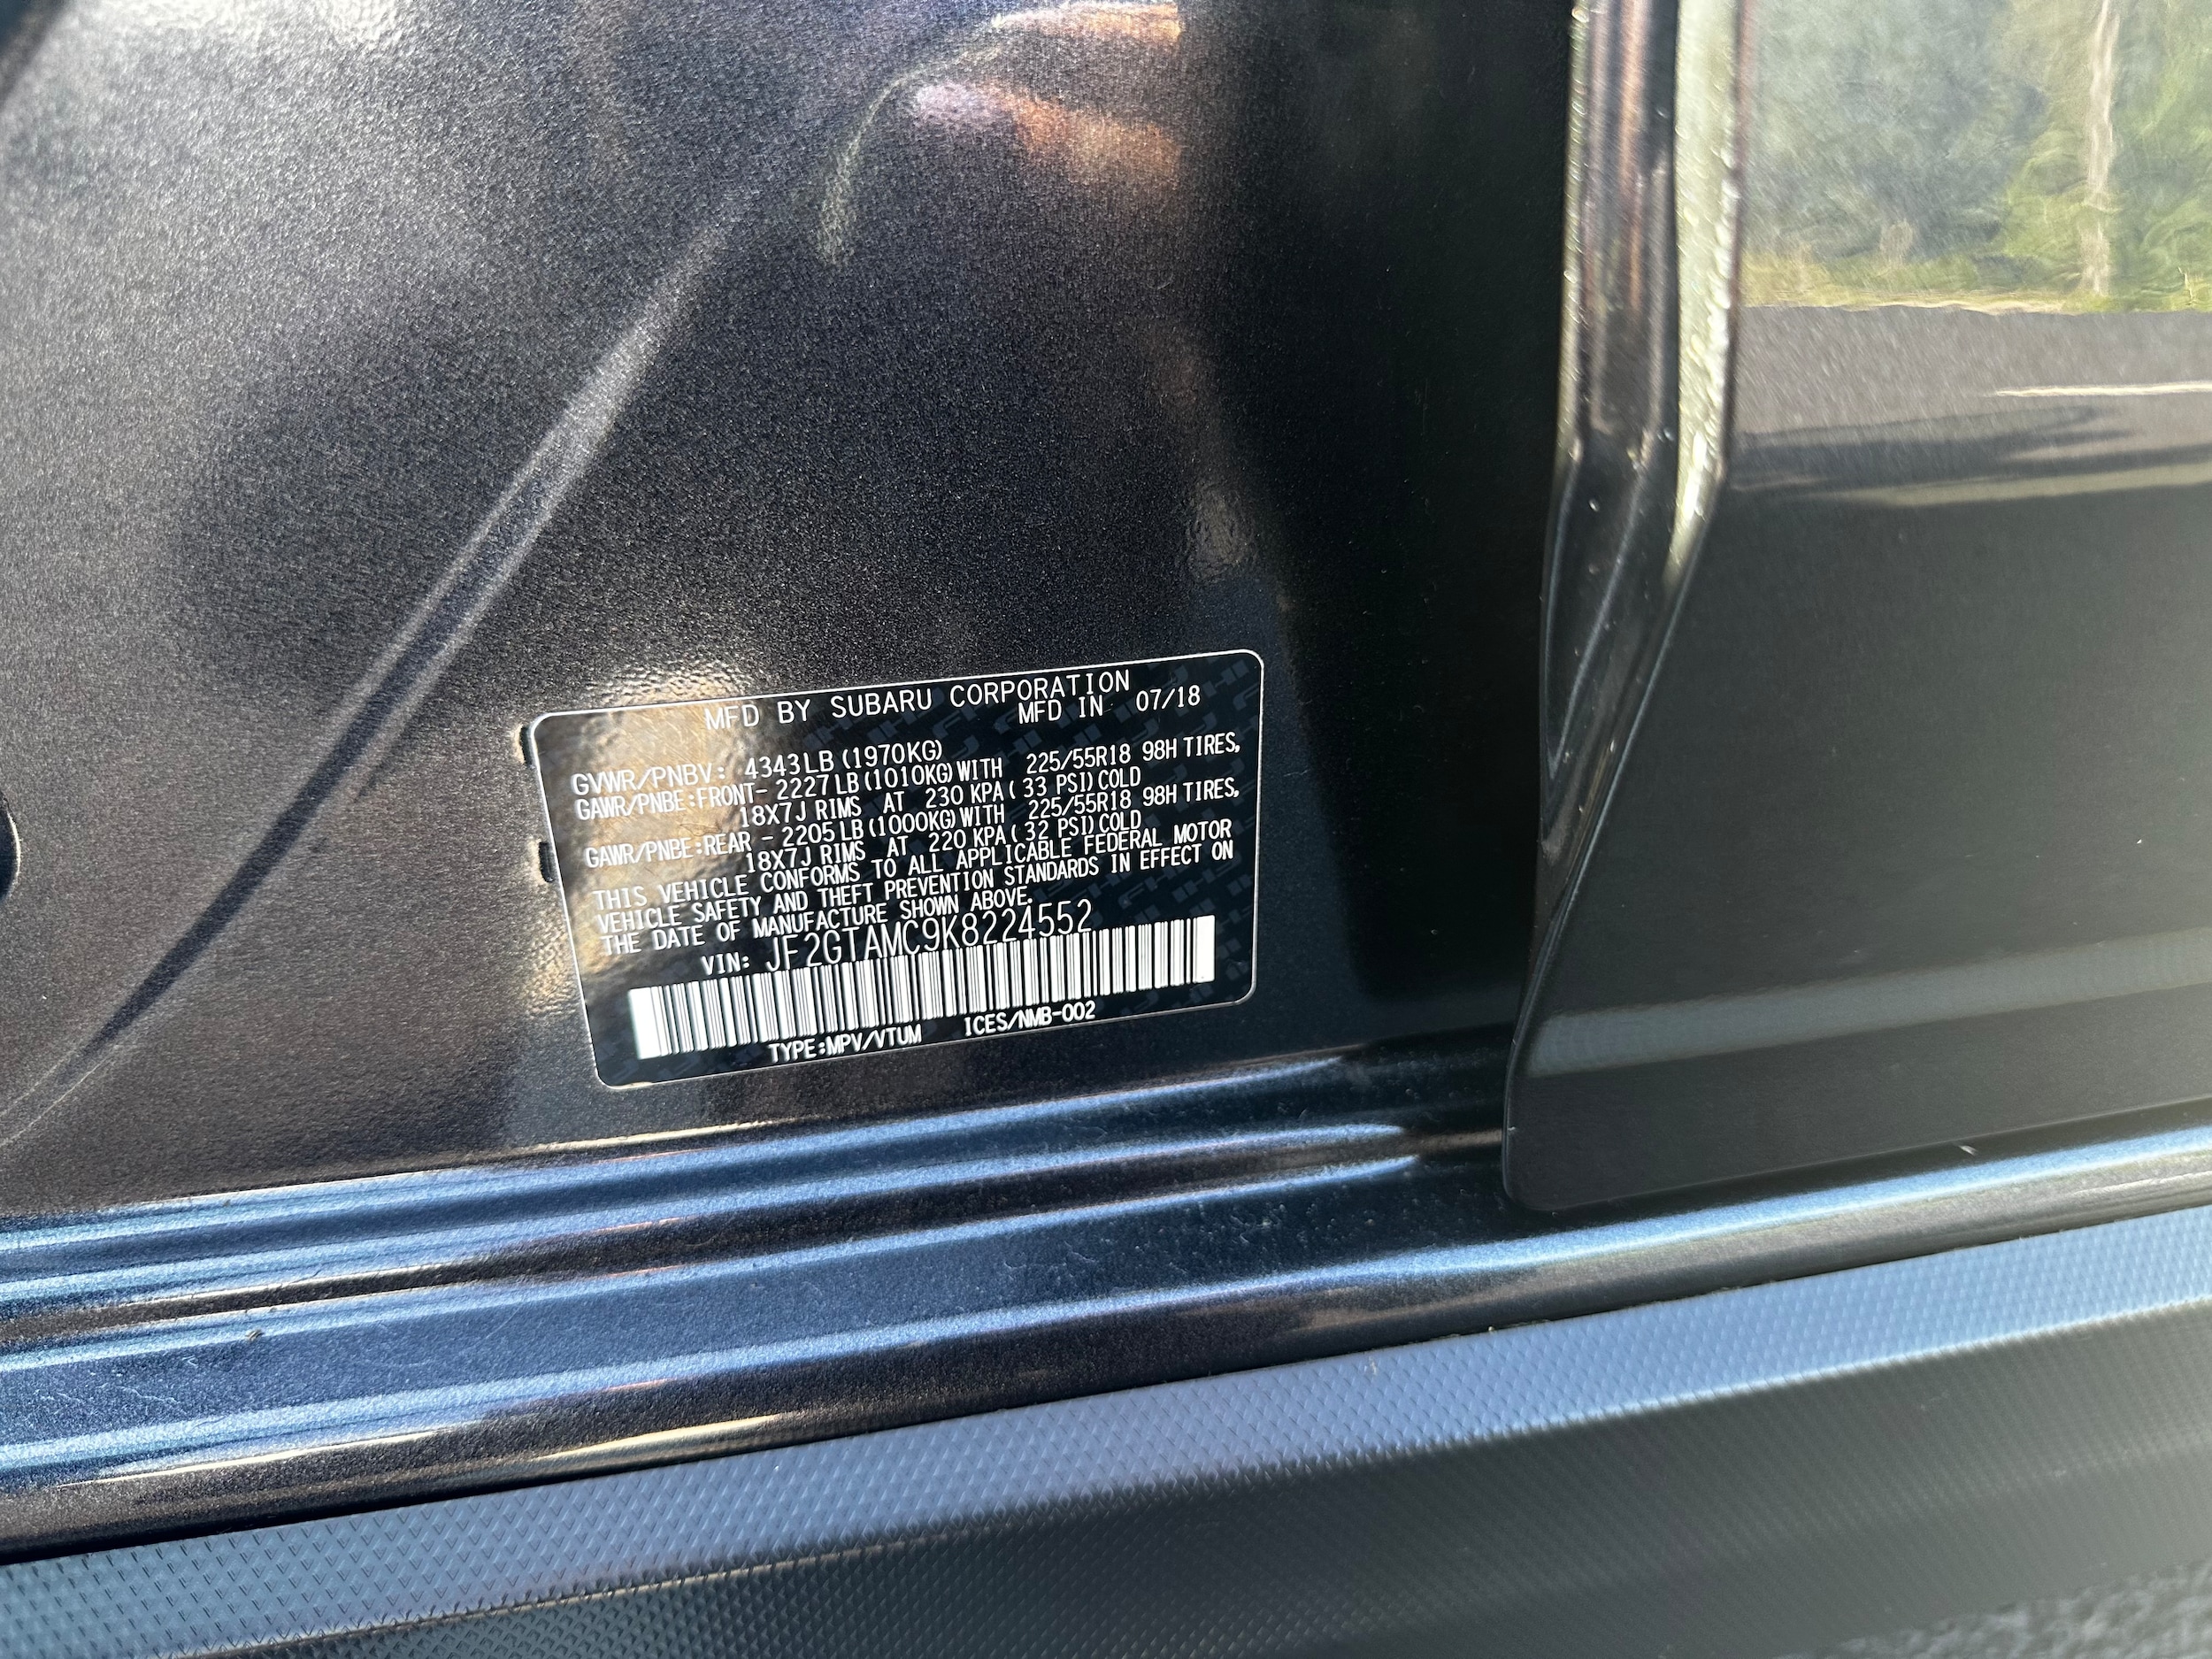 MFD BY SUBARU CORPORATION
MFD IN 07/18
GVWR/PNBV: 4343LB(1970KG)
GAWR/PNBE:FRONT- 2227LB(1010KG)WITH 225/55R18 98H TIRES,
18X7J RIMS AT 230 KPA( 33 PSI)COLD
GAWR/PNBE:REAR - 2205LB(1000KG)WITH 225/55R18 98H TIRES,
18X7J RIMS AT 220 KPA( 32 PSI)COLD
THIS VEHICLE CONFORMS TO ALL APPLICABLE FEDERAL MOTOR
VEHICLE SAFETY AND THEFT PREVENTION STANDARDS IN EFFECT ON
THE DATE OF MANUFACTURE SHOWN ABOVE.
VIN: JF2GTAMC9K8224552
TYPE:MPV/VTUM ICES/NMB-002